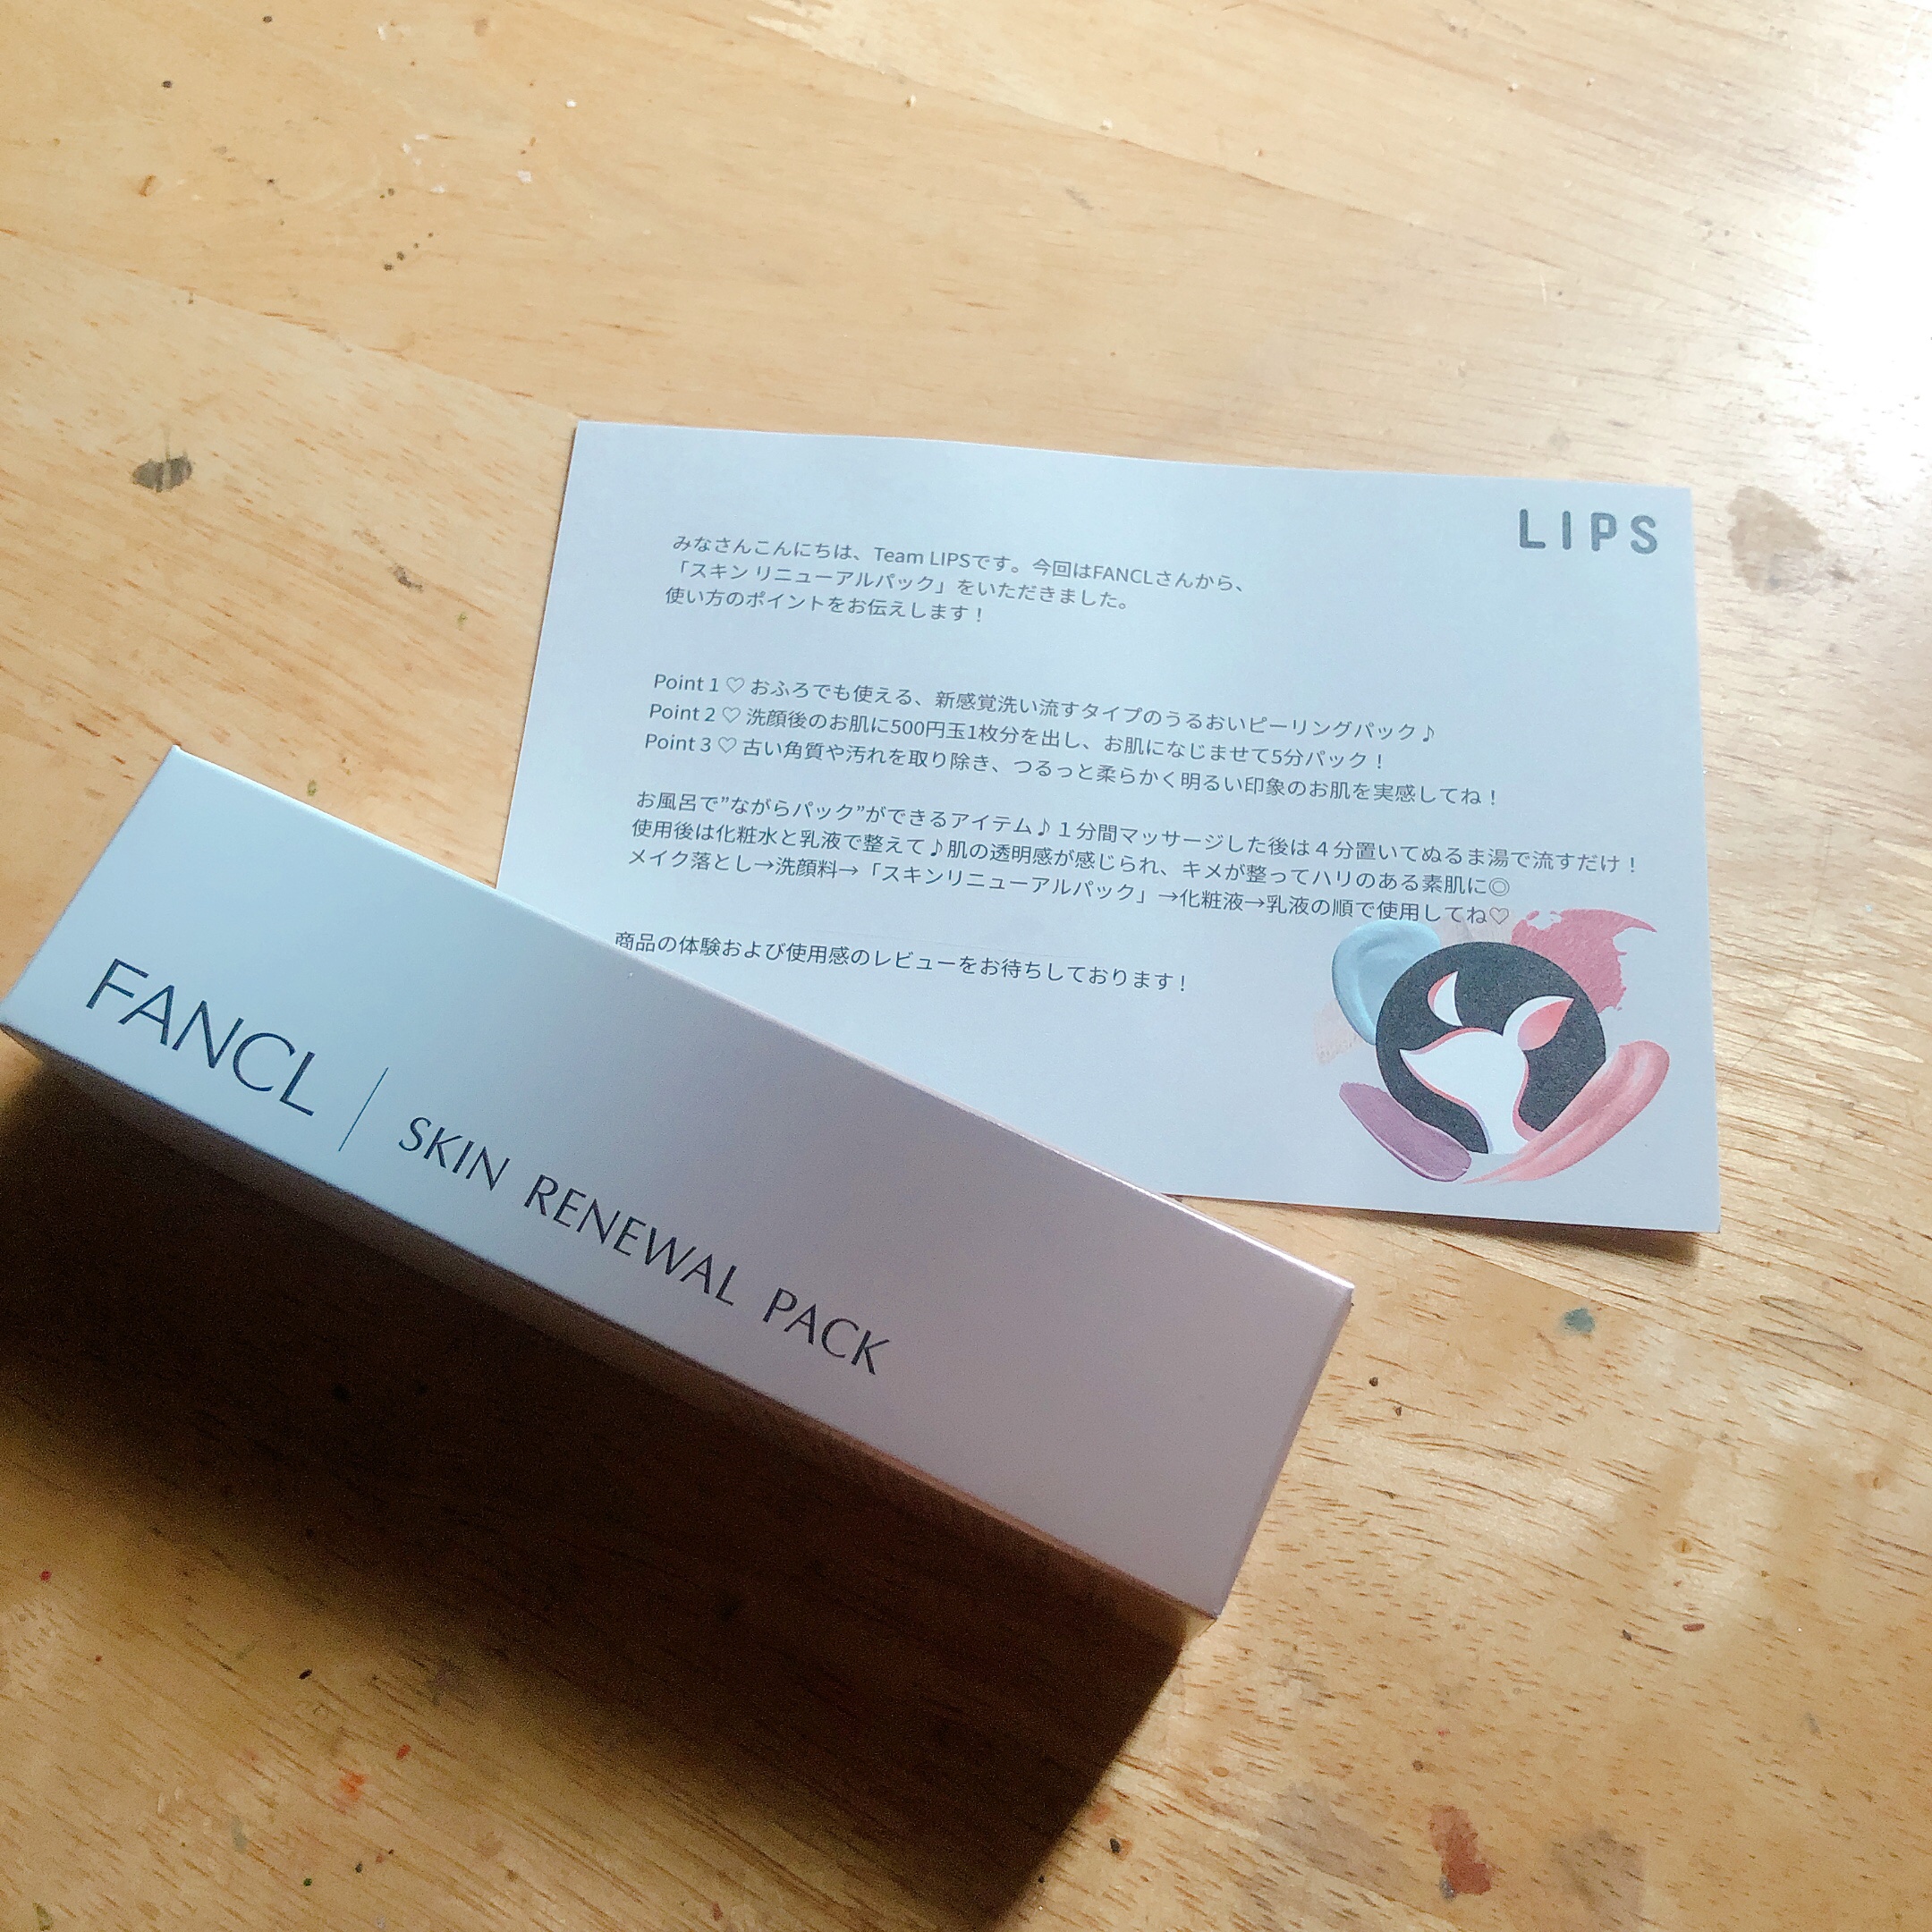 LIPS
みなさんこんにちは、Team LIPSです。今回はFANCLさんから、
「スキン リニューアルパック」をいただきました。
使い方のポイントをお伝えします！
Point 1 ♡ おふろでも使える、新感覚洗い流すタイプのうるおいピーリングパック♪
Point 2 ♡ 洗顔後のお肌に500円玉1枚分を出し、お肌になじませて5分パック！
Point 3 ♡ 古い角質や汚れを取り除き、つるっと柔らかく明るい印象のお肌を実感してね！
お風呂で”ながらパック”ができるアイテム♪１分間マッサージした後は４分置いてぬるま湯で流すだけ！
使用後は化粧水と乳液で整えて♪肌の透明感が感じられ、キメが整ってハリのある素肌に◎
メイク落とし→洗顔料→「スキンリニューアルパック」→化粧液→乳液の順で使用してね♡
商品の体験および使用感のレビューをお待ちしております！
FANCL | SKIN RENEWAL PACK